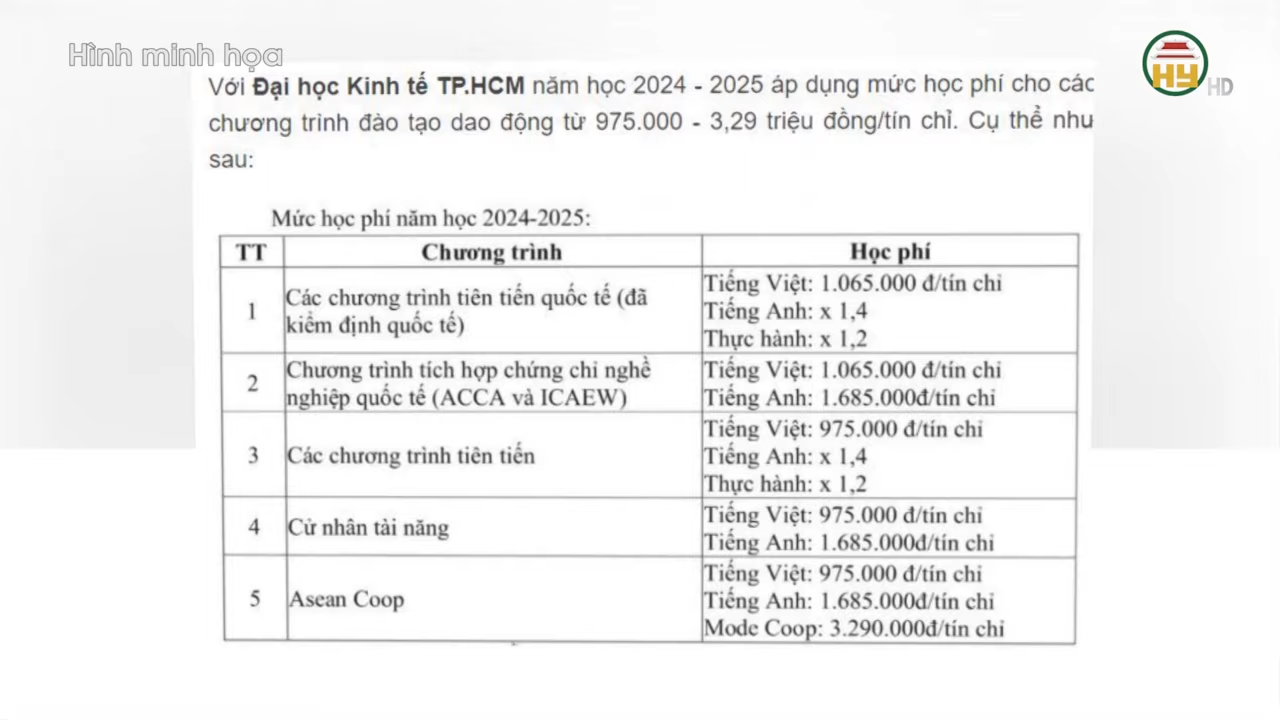 Hình minh họa
HY HD
Với Đại học Kinh tế TP.HCM năm học 2024 - 2025 áp dụng mức học phí cho các
chương trình đào tạo dao động từ 975.000 - 3,29 triệu đồng/tín chỉ. Cụ thể như
sau:
Mức học phí năm học 2024-2025:
TT Chương trình Học phí
1 Các chương trình tiên tiến quốc tế (đã
kiểm định quốc tế)
Tiếng Việt: 1.065.000 đ/tín chỉ
Tiếng Anh: x 1,4
Thực hành: x 1,2
2 Chương trình tích hợp chứng chỉ nghề
nghiệp quốc tế (ACCA và ICAEW)
Tiếng Việt: 1.065.000 đ/tín chỉ
Tiếng Anh: 1.685.000đ/tín chỉ
3 Các chương trình tiên tiến
Tiếng Việt: 975.000 đ/tín chỉ
Tiếng Anh: x 1,4
Thực hành: x 1,2
4 Cử nhân tài năng
Tiếng Việt: 975.000 đ/tín chỉ
Tiếng Anh: 1.685.000đ/tín chỉ
5 Asean Coop
Tiếng Việt: 975.000 đ/tín chỉ
Tiếng Anh: 1.685.000đ/tín chỉ
Mode Coop: 3.290.000đ/tín chỉ